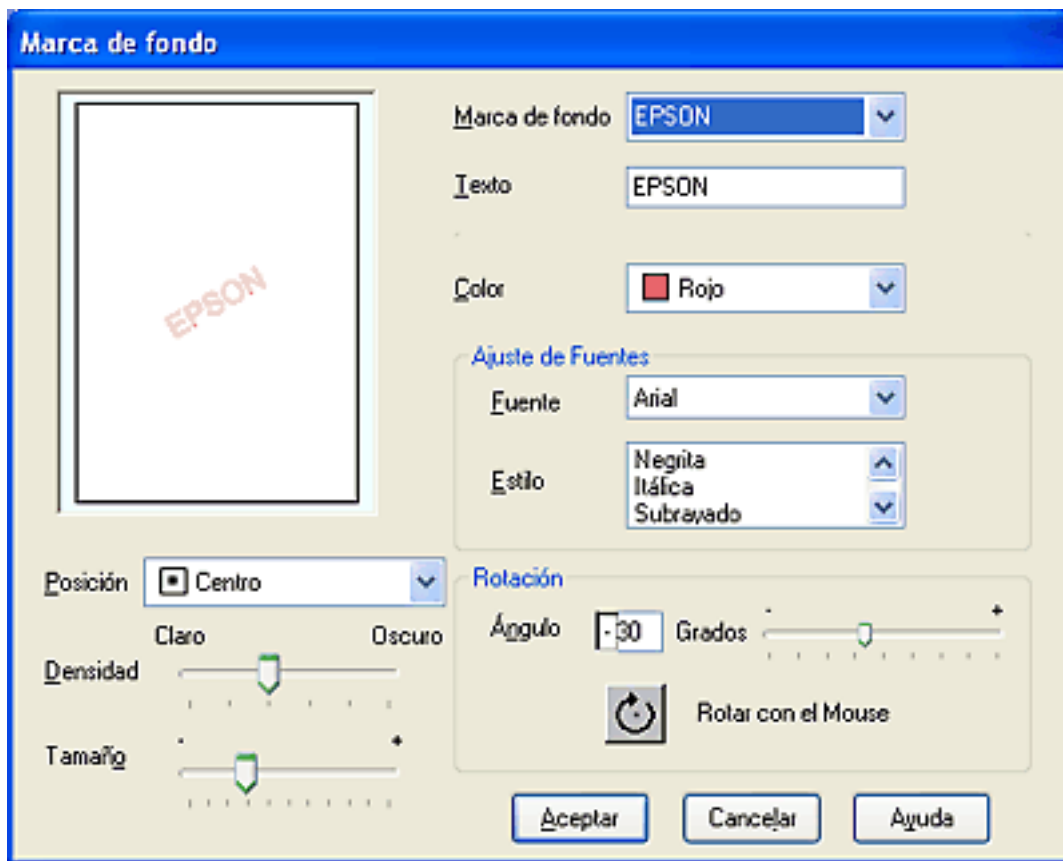 Marca de fondo
EPSON
Marca de fondo EPSON
Texto EPSON
Color Rojo
Ajuste de Fuentes
Fuente Arial
Estilo Negrita
Itálica
Subrayado
Posición Centro
Claro Oscuro
Densidad
Tamaño - +
Rotación
Ángulo -30 Grados - +
Rotar con el Mouse
Aceptar Cancelar Ayuda